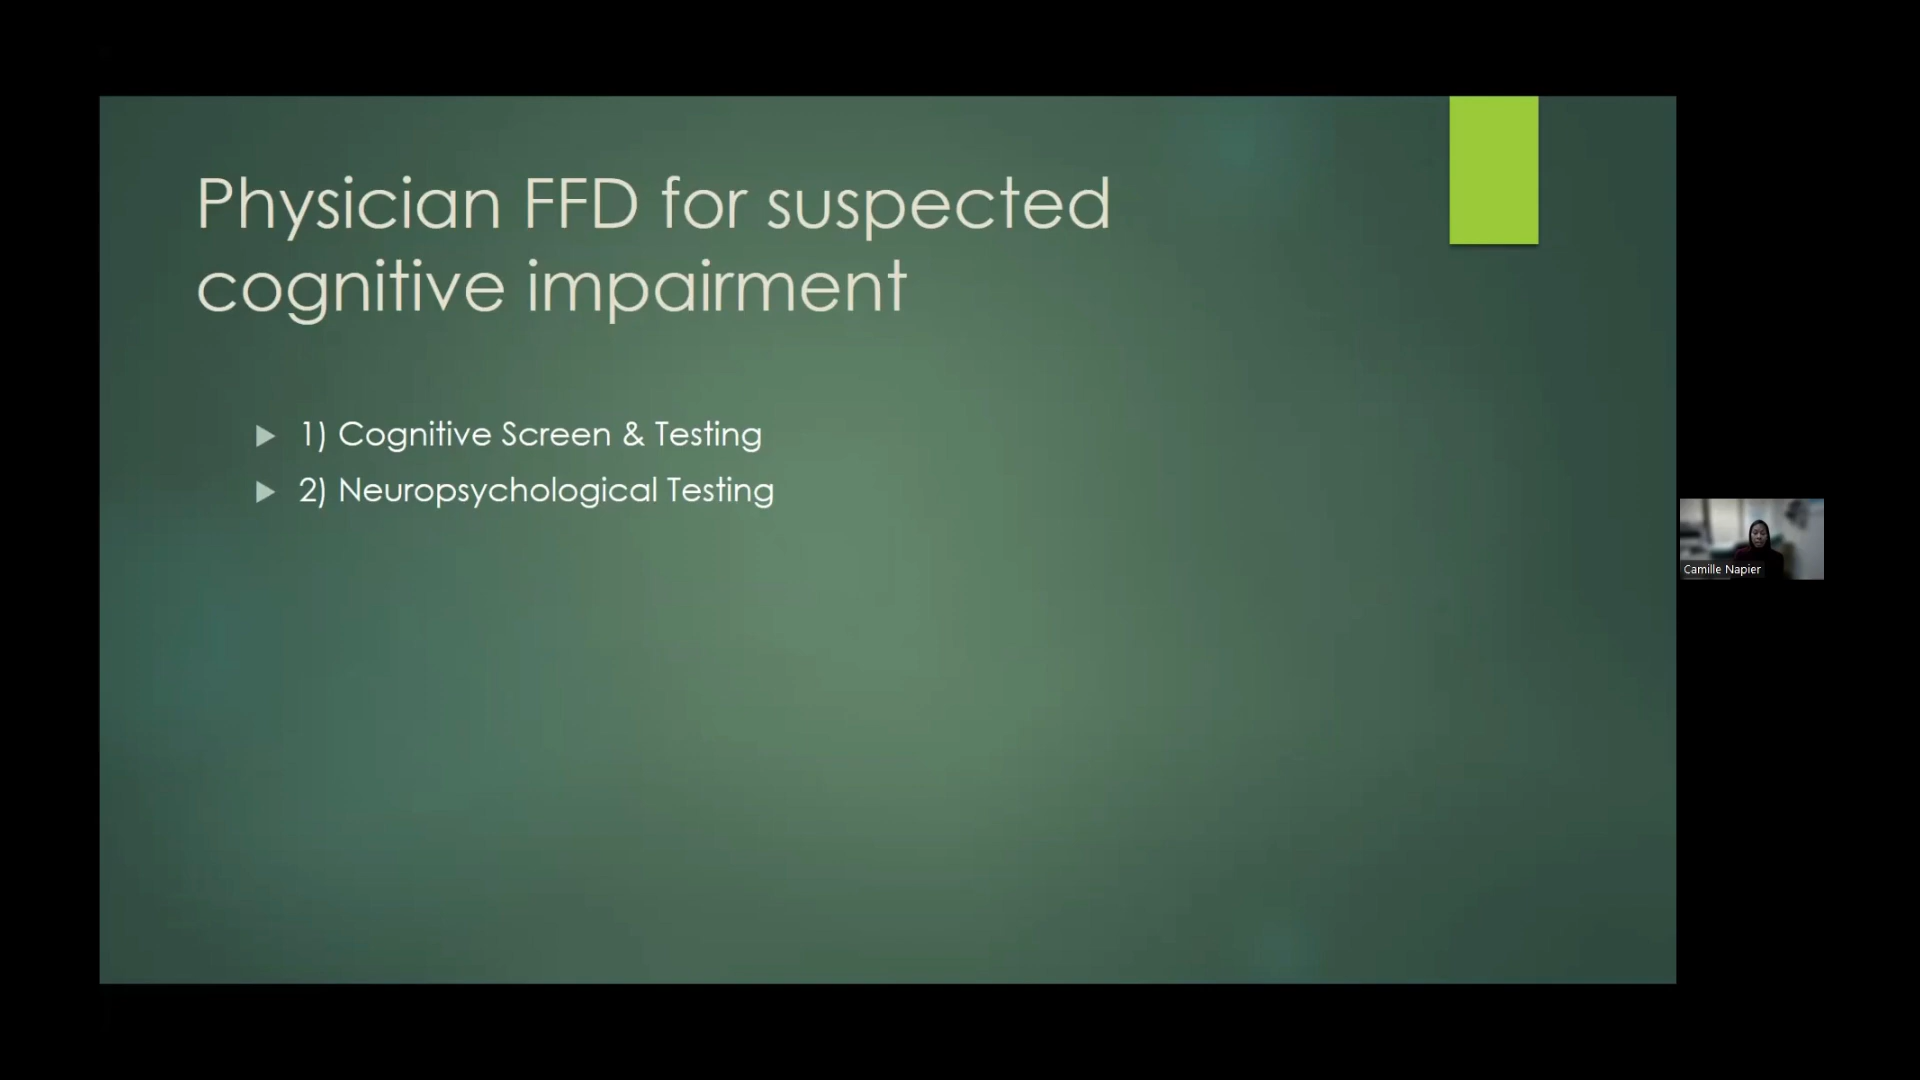 Physician FFD for suspected
cognitive impairment
1) Cognitive Screen & Testing
2) Neuropsychological Testing
Camille Napier